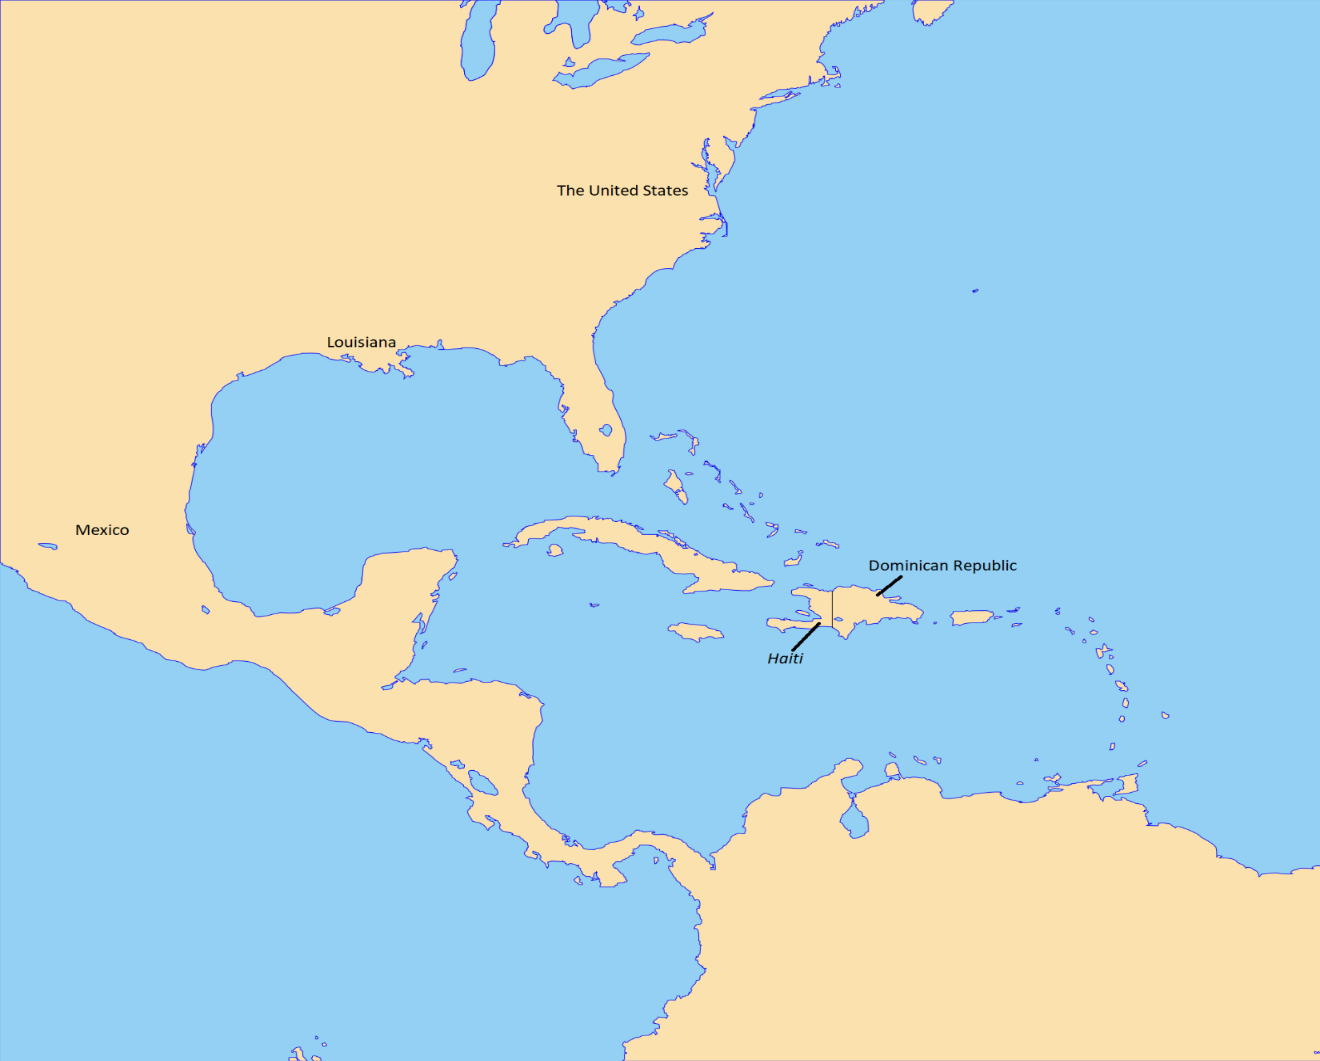 The United States
Louisiana
Mexico
Dominican Republic
Haiti